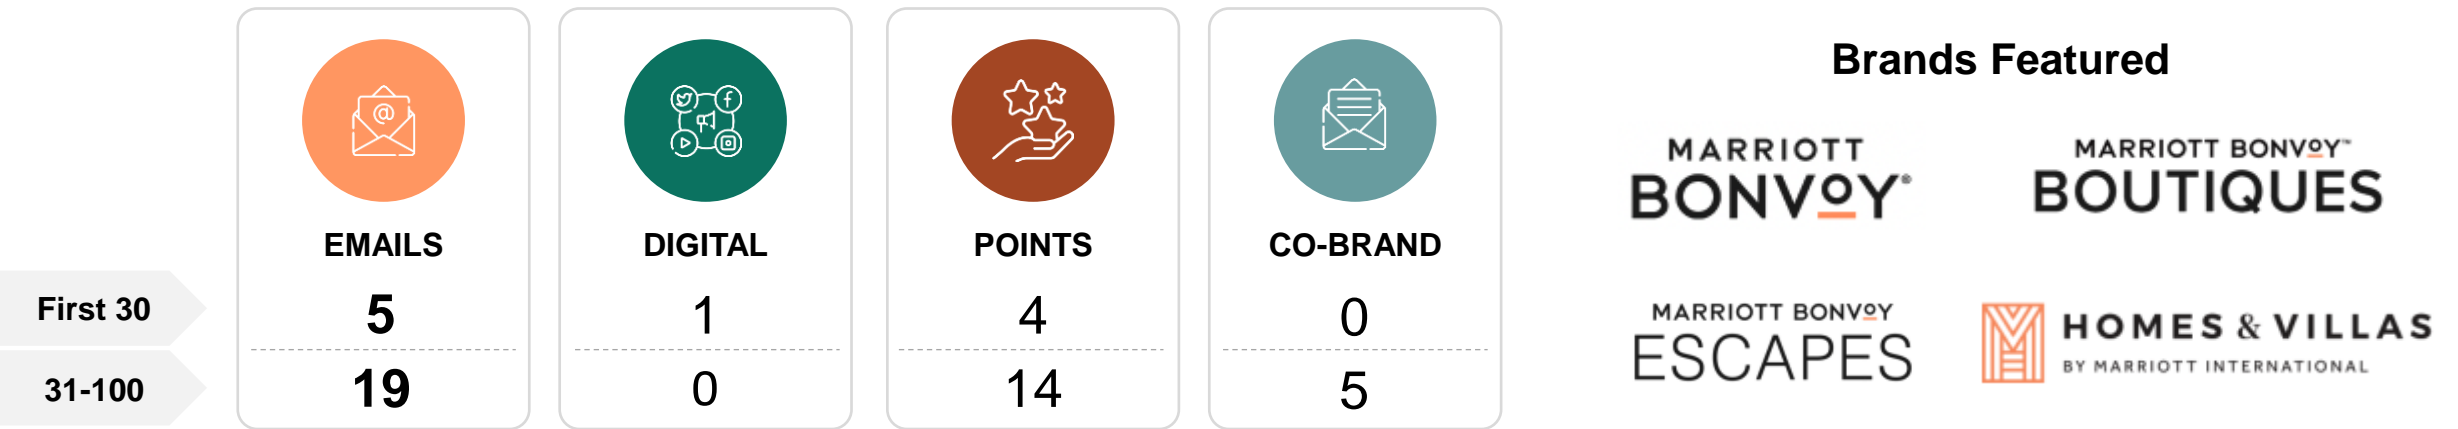 EMAILS
DIGITAL
POINTS
CO-BRAND
First 30
5
1
4
0
31-100
19
0
14
5
Brands Featured
MARRIOTT
BONVOY®
MARRIOTT BONVOY™
BOUTIQUES
MARRIOTT BONVOY
ESCAPES
HOMES & VILLAS
BY MARRIOTT INTERNATIONAL